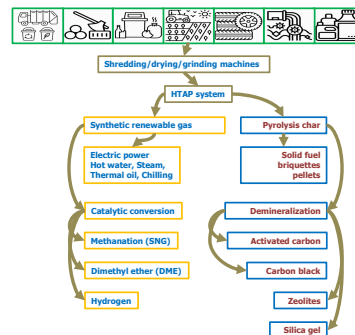 Shredding/drying/grinding machines
HTAP system
Synthetic renewable gas
Pyrolysis char
Electric power
Hot water, Steam,
Thermal oil, Chilling
Solid fuel
briquettes
pellets
Catalytic conversion
Demineralization
Methanation (SNG)
Activated carbon
Dimethyl ether (DME)
Carbon black
Hydrogen
Zeolites
Silica gel